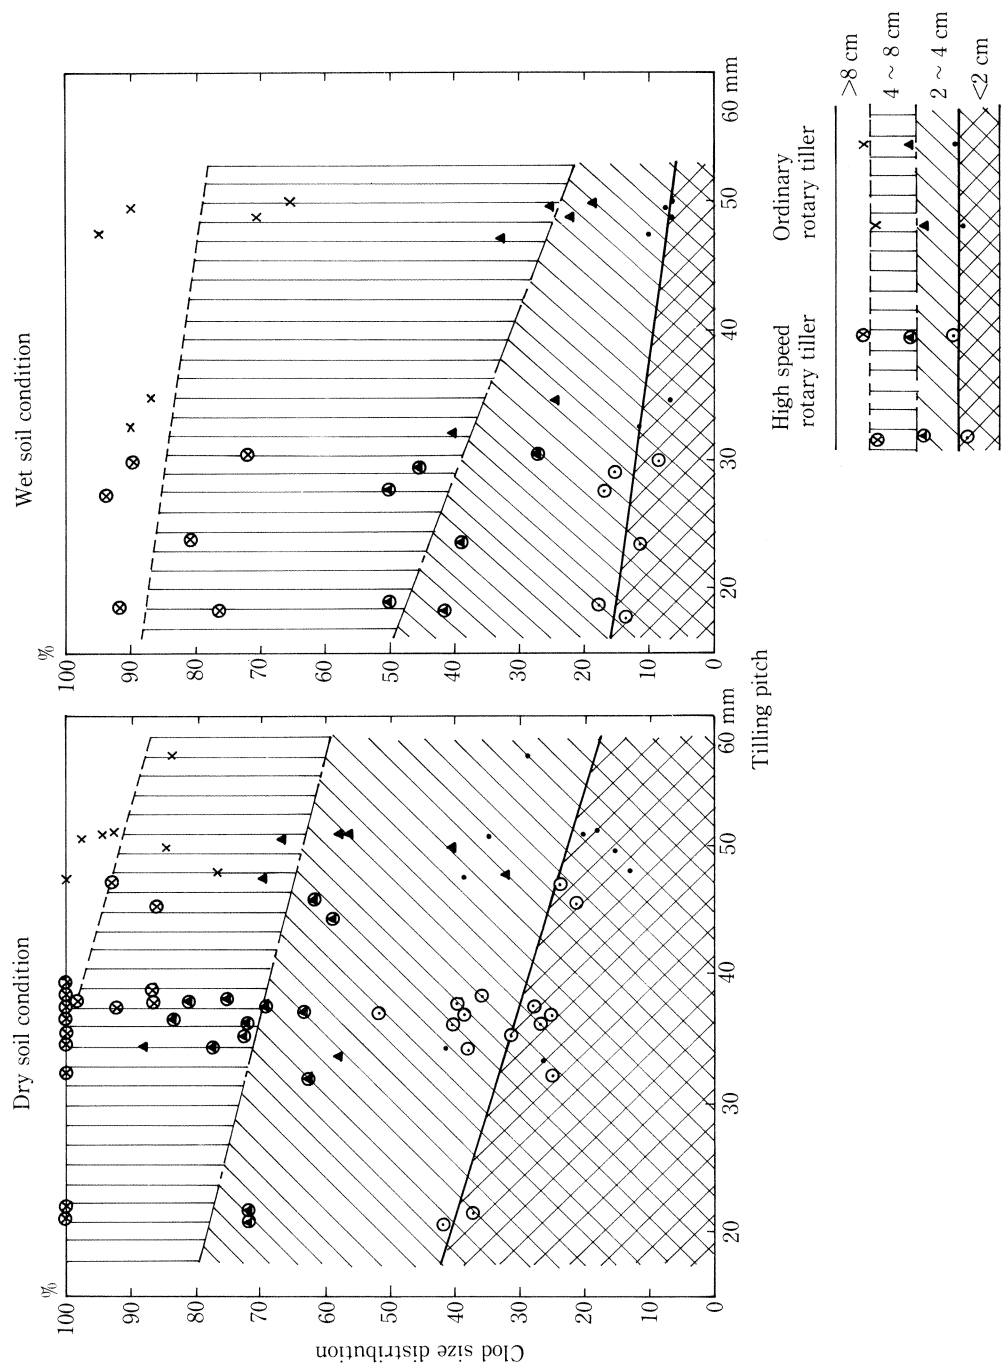 Dry soil condition
%
100
90
80
70
60
50
40
30
20
10
0
Clod size distribution
20
30
40
50
60 mm
Wet soil condition
%
100
90
80
70
60
50
40
30
20
10
0
20
30
40
50
60 mm
Tilling pitch
High speed
rotary tiller
Ordinary
rotary tiller
>8 cm
4 ~ 8 cm
2 ~ 4 cm
<2 cm